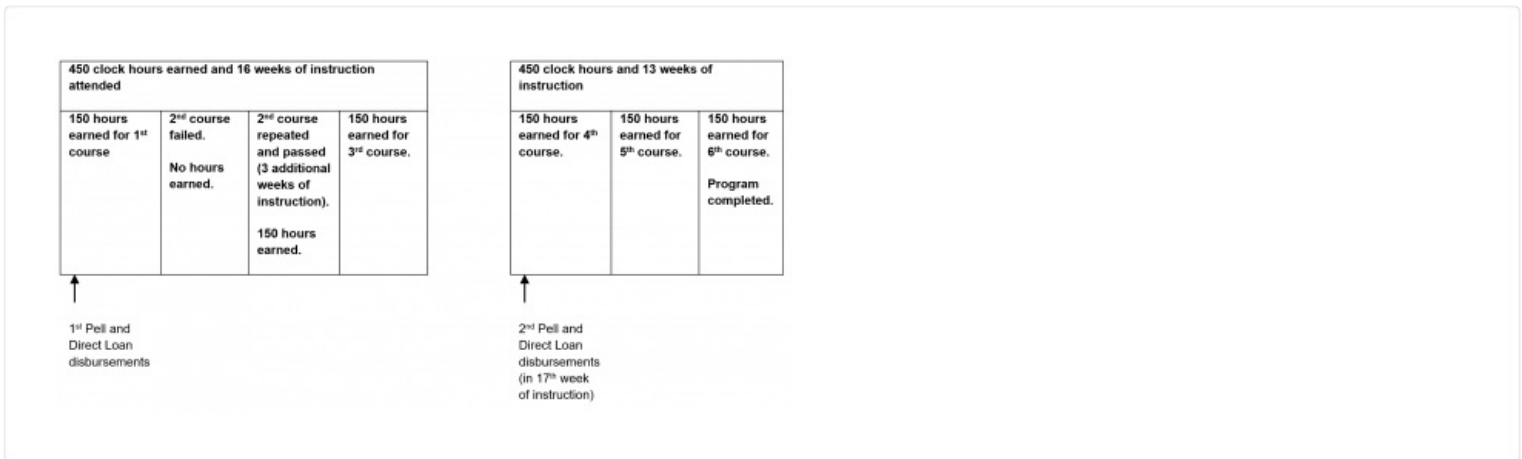 450 clock hours earned and 16 weeks of instruction
attended
150 hours
earned for 1st
course
2nd course
failed.
No hours
earned.
2nd course
repeated
and passed
(3 additional
weeks of
instruction).
150 hours
earned.
150 hours
earned for
3rd course.
1st Pell and
Direct Loan
disbursements
450 clock hours and 13 weeks of
instruction
150 hours
earned for 4th
course.
150 hours
earned for
5th course.
150 hours
earned for
6th course.
Program
completed.
2nd Pell and
Direct Loan
disbursements
(in 17th week
of instruction)